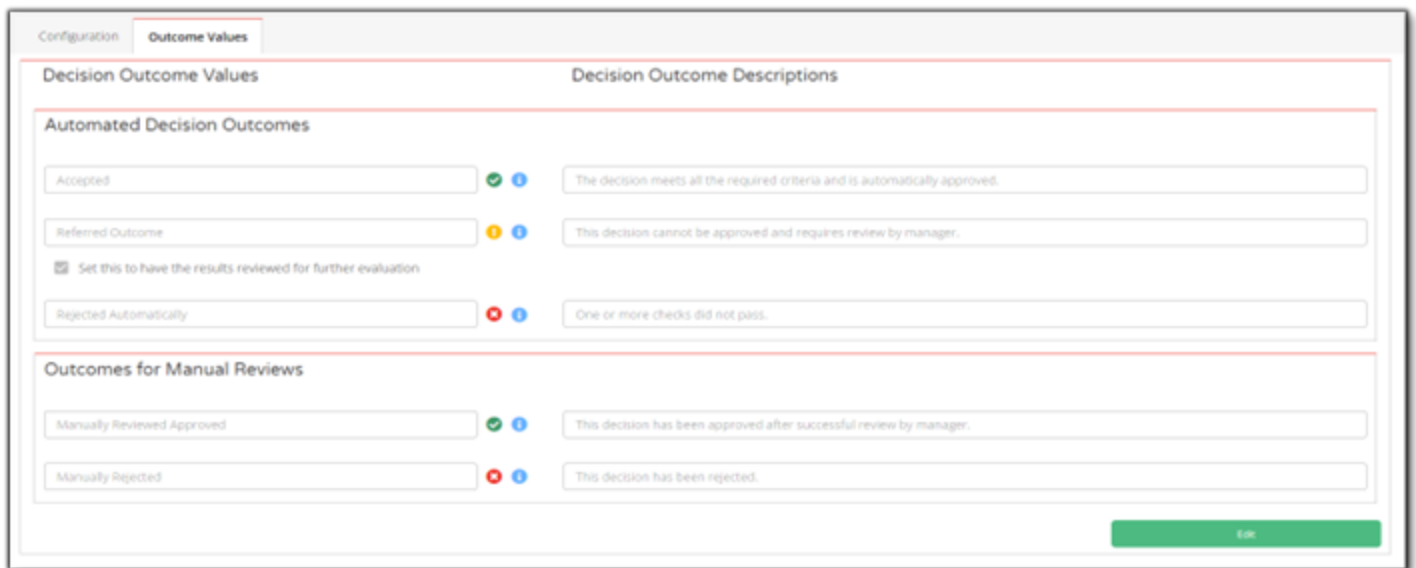 Configuration Outcome Values
Decision Outcome Values Decision Outcome Descriptions
Automated Decision Outcomes
Accepted The decision meets all the required criteria and is automatically approved.
Referred Outcome This decision cannot be approved and requires review by manager.
Set this to have the results reviewed for further evaluation
Rejected Automatically One or more checks did not pass.
Outcomes for Manual Reviews
Manually Reviewed Approved This decision has been approved after successful review by manager.
Manually Rejected This decision has been rejected.
Edit